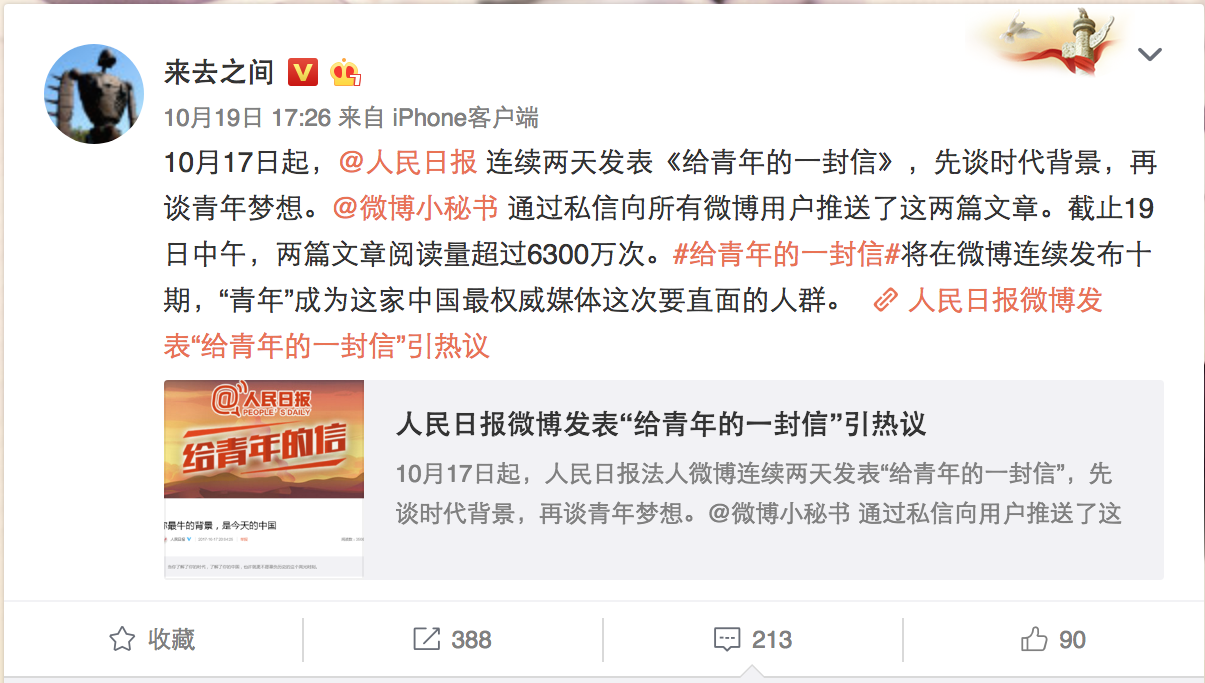 来去之间
10月19日 17:26 来自 iPhone客户端
10月17日起，@人民日报 连续两天发表《给青年的一封信》，先谈时代背景，再
谈青年梦想。@微博小秘书 通过私信向所有微博用户推送了这两篇文章。截止19
日中午，两篇文章阅读量超过6300万次。#给青年的一封信#将在微博连续发布十
期，“青年”成为这家中国最权威媒体这次要直面的人群。 人民日报微博发
表“给青年的一封信”引热议
@人民日报
PEOPLE'S DAILY
给青年的信
最牛的背景，是今天的中国
人民日报微博发表“给青年的一封信”引热议
10月17日起，人民日报法人微博连续两天发表“给青年的一封信”，先
谈时代背景，再谈青年梦想。@微博小秘书 通过私信向用户推送了这
收藏
388
213
90